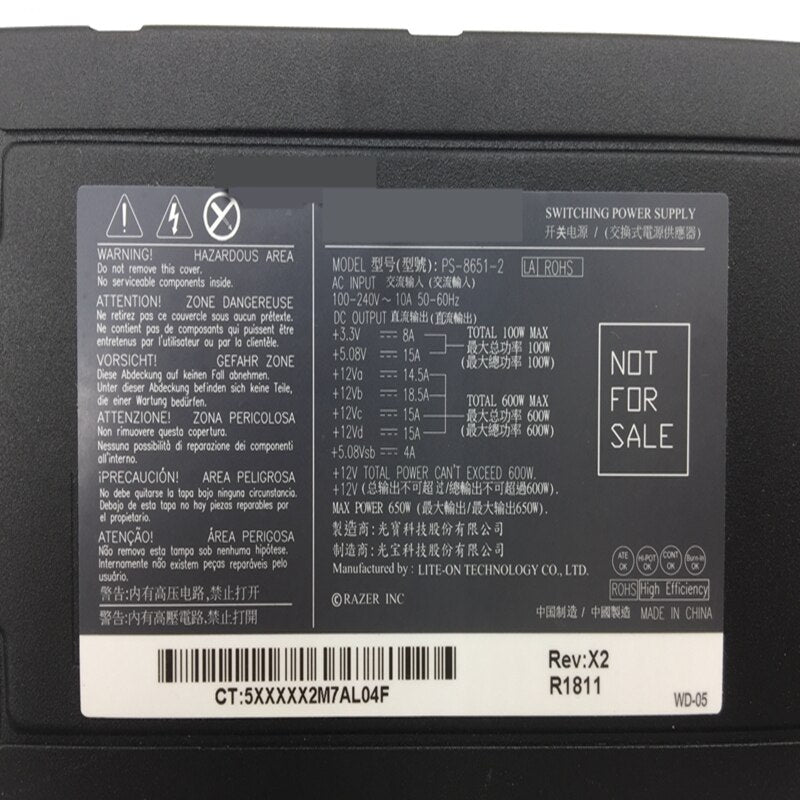 WARNING! HAZARDOUS AREA
Do not remove this cover.
No serviceable components inside.
ATTENTION! ZONE DANGEREUSE
Ne retirez pas ce couvercle sous aucun prétexte.
Ne contient pas de composants qui puissent être
entretenus par l'utilisateur ou par la clientêle.
VORSICHT! GEFAHR ZONE
Diese Abdeckung auf keinen Fall abnehmen.
Unter dieser Abdeckung befinden sich keine Teile,
die einer Wartung bedürfen.
ATTENZIONE! ZONA PERICOLOSA
Non rimuovere questa copertura.
Nessuna possibilità di reparazione dei componenti
all'interno.
¡PRECAUCIÓN! AREA PELIGROSA
No debe quitarse la tapa bajo ninguna circunstancia.
Debajo de esta tapa no hay piezas reparables por
el propietario.
ATENÇÃO! ÁREA PERIGOSA
Não remova esta tampa sob nenhuma hipótese.
Internamente não existem partes reparáveis pelo
usuário.
警告:内有高压电路,禁止打开
警告:內有高壓電路,禁止打開
SWITCHING POWER SUPPLY
开关电源 / (交換式電源供應器)
MODEL 型号(型號): PS-8651-2 LA ROHS
AC INPUT 交流输入 (交流輸入)
100-240V~ 10A 50-60Hz
DC OUTPUT 直流输出 (直流輸出)
+3.3V 8A TOTAL 100W MAX
+5.08V 15A 最大总功率 100W
(最大總功率 100W)
+12Va 14.5A
+12Vb 18.5A TOTAL 600W MAX
+12Vc 15A 最大总功率 600W
+12Vd 15A (最大總功率 600W)
+5.08Vsb 4A
+12V TOTAL POWER CAN'T EXCEED 600W.
+12V (总输出不可超过/總輸出不可超過600W).
MAX POWER 650W (最大輸出/最大输出650W).
製造商:光寶科技股份有限公司
制造商:光宝科技股份有限公司
Manufactured by: LITE-ON TECHNOLOGY CO., LTD.
©RAZER INC
NOT
FOR
SALE
ATE OK HI-POT OK CONT OK Burn-In OK
ROHS High Efficiency
中国制造 / 中國製造 MADE IN CHINA
CT:5XXXXX2M7AL04F
Rev:X2
R1811
WD-05